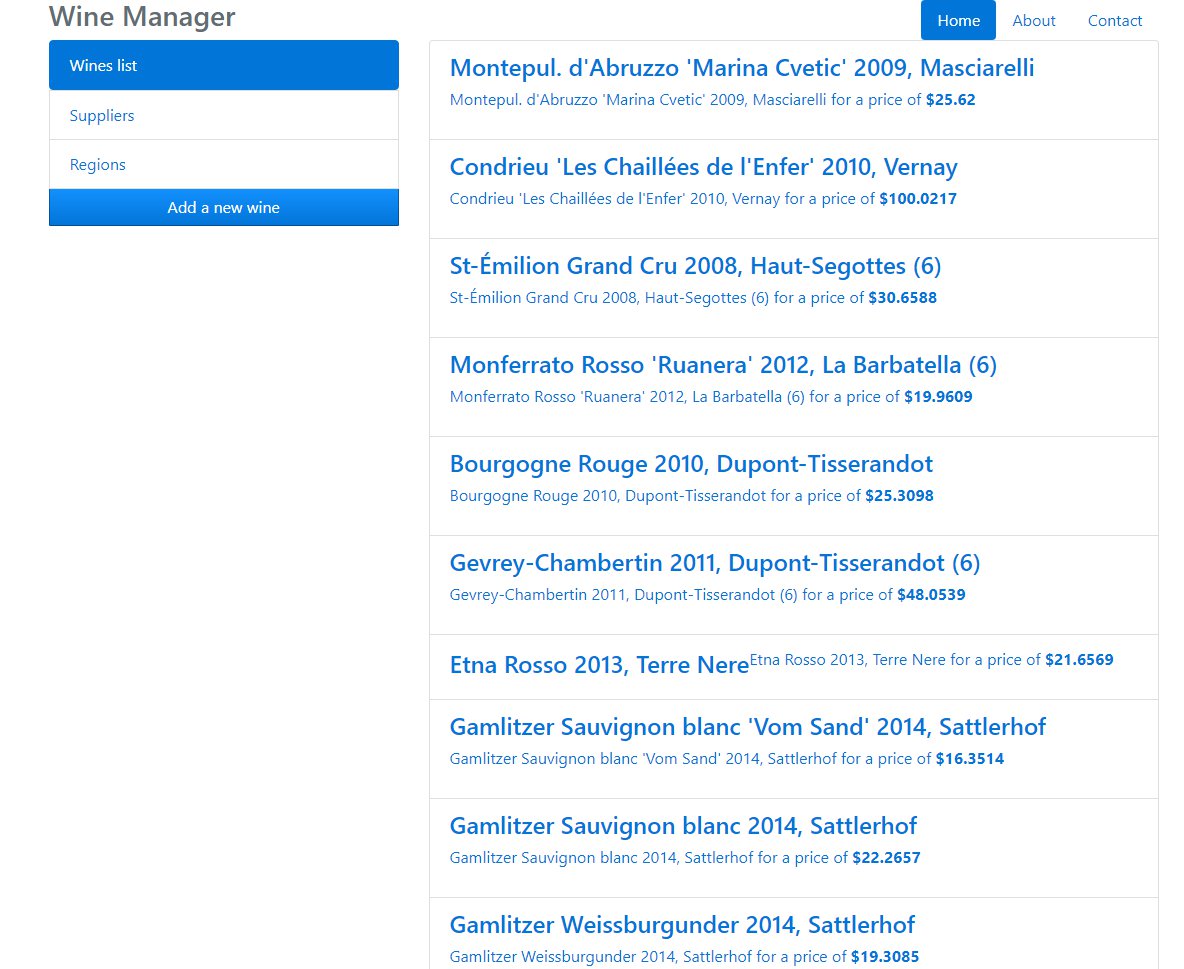 Wine Manager
Home About Contact
Wines list
Suppliers
Regions
Add a new wine
Montepul. d'Abruzzo 'Marina Cvetic' 2009, Masciarelli
Montepul. d'Abruzzo 'Marina Cvetic' 2009, Masciarelli for a price of $25.62
Condrieu 'Les Chaillées de l'Enfer' 2010, Vernay
Condrieu 'Les Chaillées de l'Enfer' 2010, Vernay for a price of $100.0217
St-Émilion Grand Cru 2008, Haut-Segottes (6)
St-Émilion Grand Cru 2008, Haut-Segottes (6) for a price of $30.6588
Monferrato Rosso 'Ruanera' 2012, La Barbatella (6)
Monferrato Rosso 'Ruanera' 2012, La Barbatella (6) for a price of $19.9609
Bourgogne Rouge 2010, Dupont-Tisserandot
Bourgogne Rouge 2010, Dupont-Tisserandot for a price of $25.3098
Gevrey-Chambertin 2011, Dupont-Tisserandot (6)
Gevrey-Chambertin 2011, Dupont-Tisserandot (6) for a price of $48.0539
Etna Rosso 2013, Terre Nere Etna Rosso 2013, Terre Nere for a price of $21.6569
Gamlitzer Sauvignon blanc 'Vom Sand' 2014, Sattlerhof
Gamlitzer Sauvignon blanc 'Vom Sand' 2014, Sattlerhof for a price of $16.3514
Gamlitzer Sauvignon blanc 2014, Sattlerhof
Gamlitzer Sauvignon blanc 2014, Sattlerhof for a price of $22.2657
Gamlitzer Weissburgunder 2014, Sattlerhof
Gamlitzer Weissburgunder 2014, Sattlerhof for a price of $19.3085